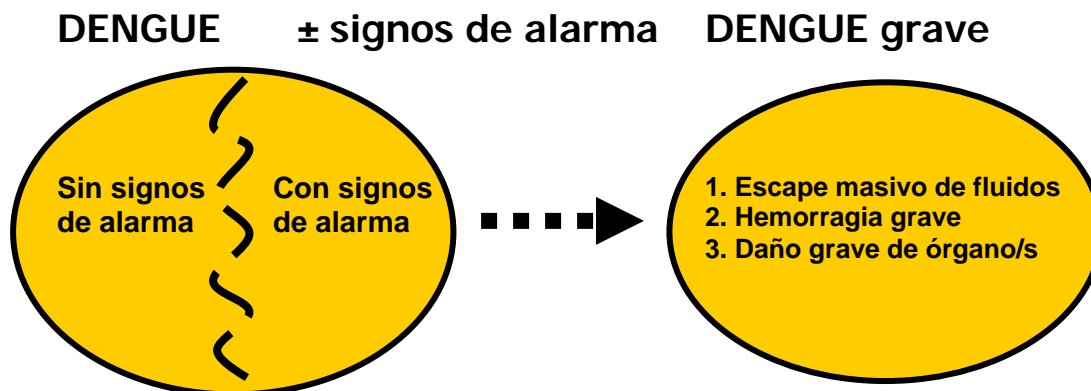 DENGUE ± signos de alarma DENGUE grave
Sin signos
de alarma
Con signos
de alarma
1. Escape masivo de fluidos
2. Hemorragia grave
3. Daño grave de órgano/s